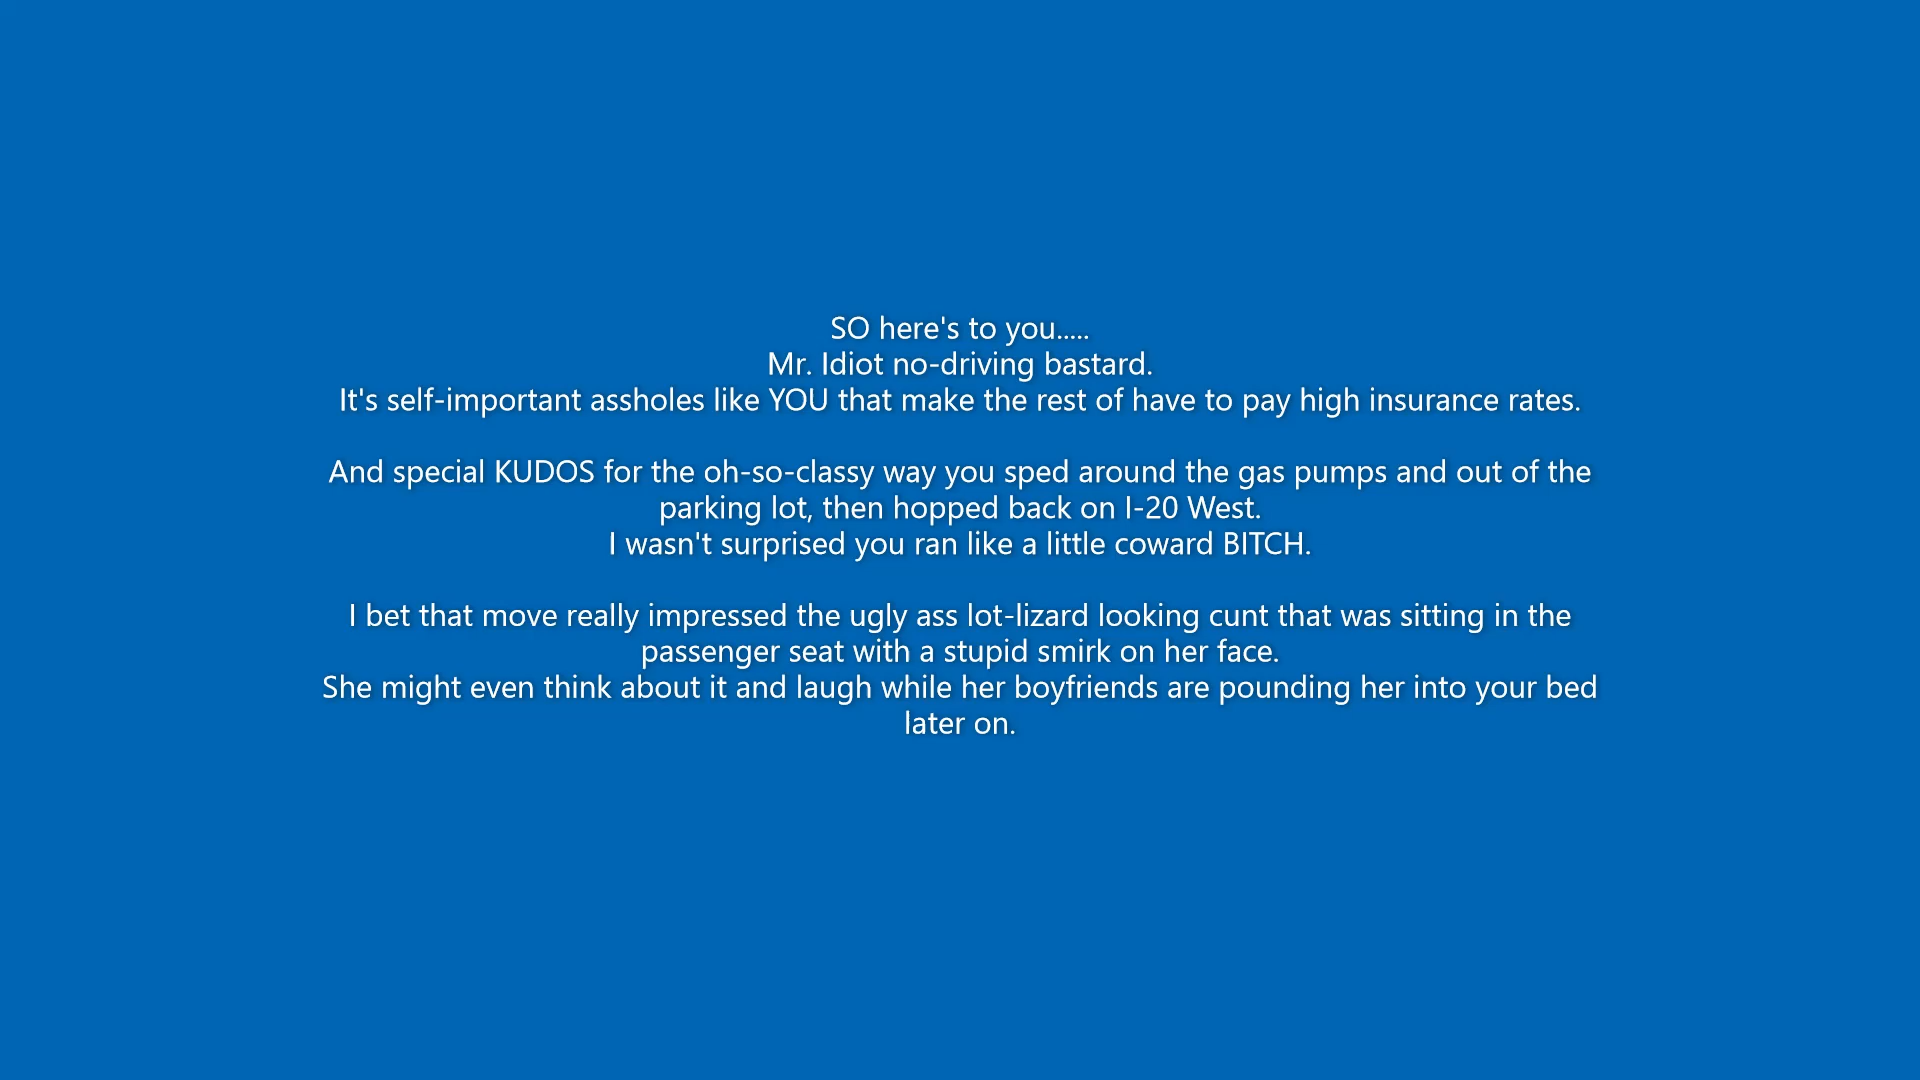 SO here's to you.....
Mr. Idiot no-driving bastard.
It's self-important assholes like YOU that make the rest of have to pay high insurance rates.
And special KUDOS for the oh-so-classy way you sped around the gas pumps and out of the
parking lot, then hopped back on I-20 West.
I wasn't surprised you ran like a little coward BITCH.
I bet that move really impressed the ugly ass lot-lizard looking cunt that was sitting in the
passenger seat with a stupid smirk on her face.
She might even think about it and laugh while her boyfriends are pounding her into your bed
later on.